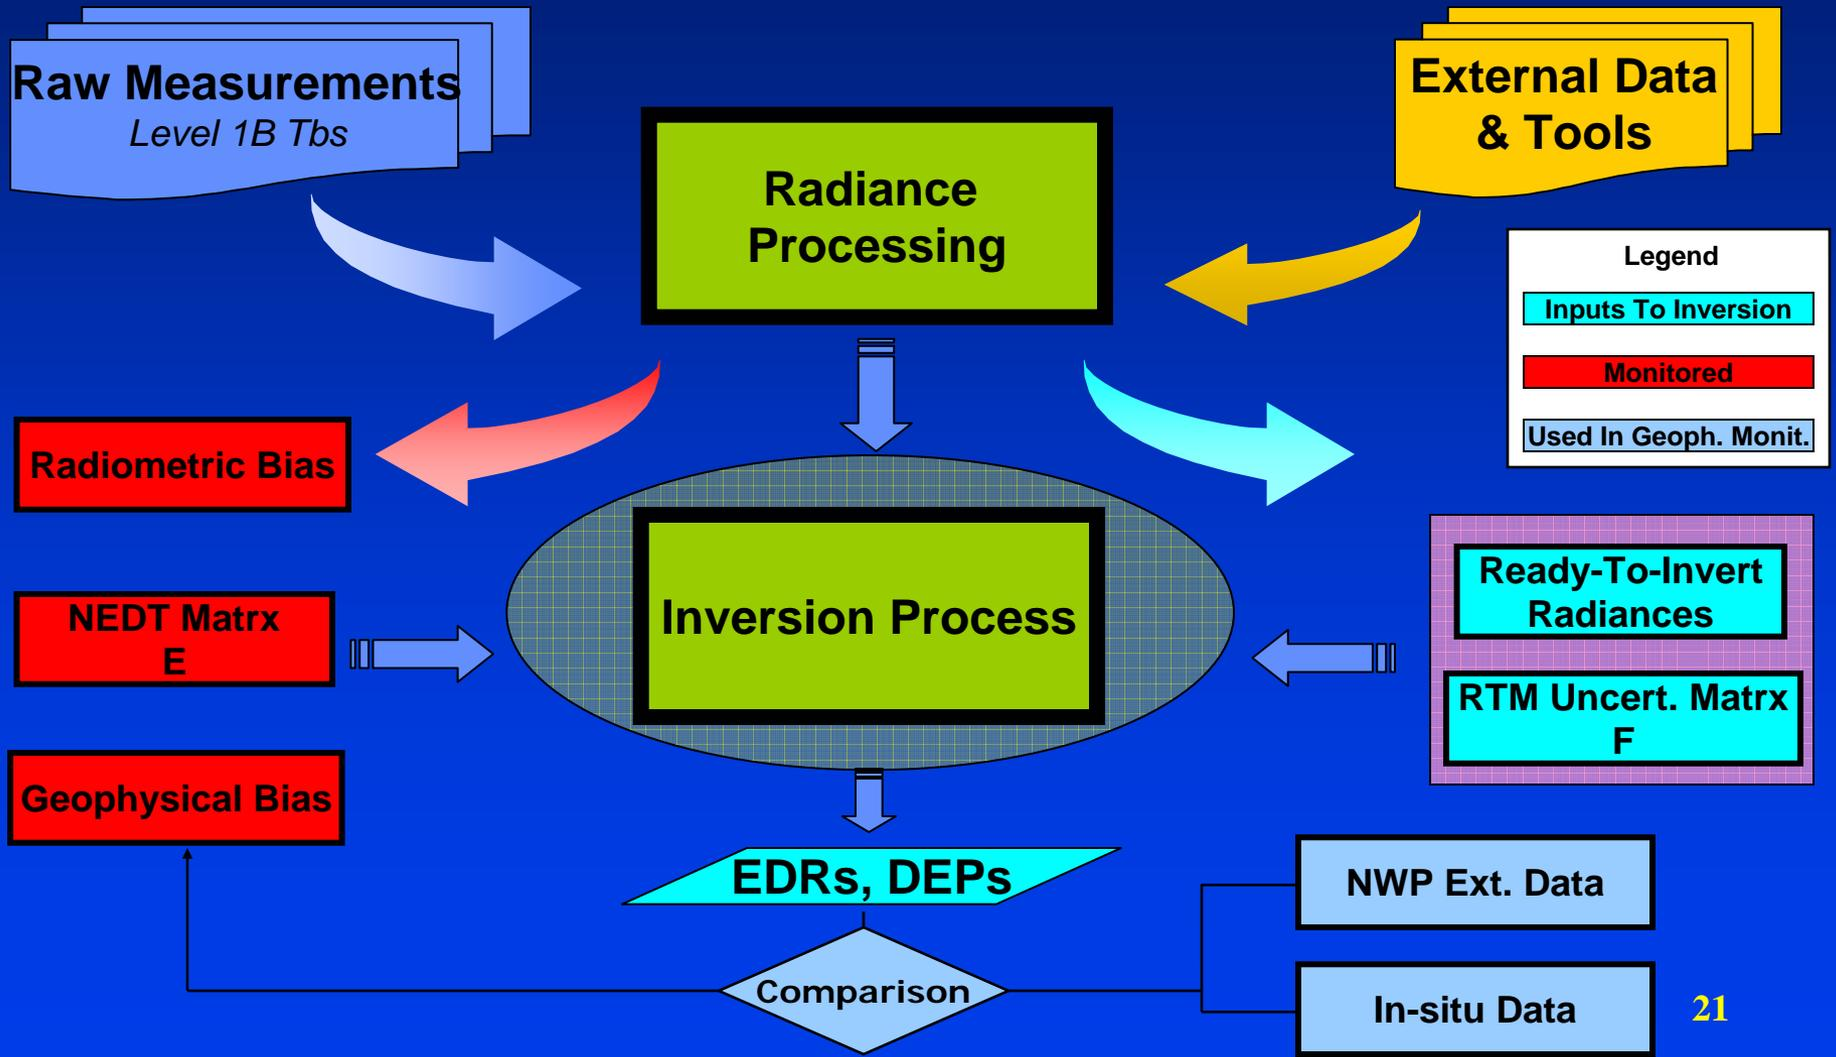 Raw Measurements
Level 1B Tbs
External Data
& Tools
Radiance
Processing
Legend
Inputs To Inversion
Monitored
Used In Geoph. Monit.
Radiometric Bias
NEDT Matrx
E
Geophysical Bias
Inversion Process
Ready-To-Invert
Radiances
RTM Uncert. Matrx
F
EDRs, DEPs
Comparison
NWP Ext. Data
In-situ Data
21